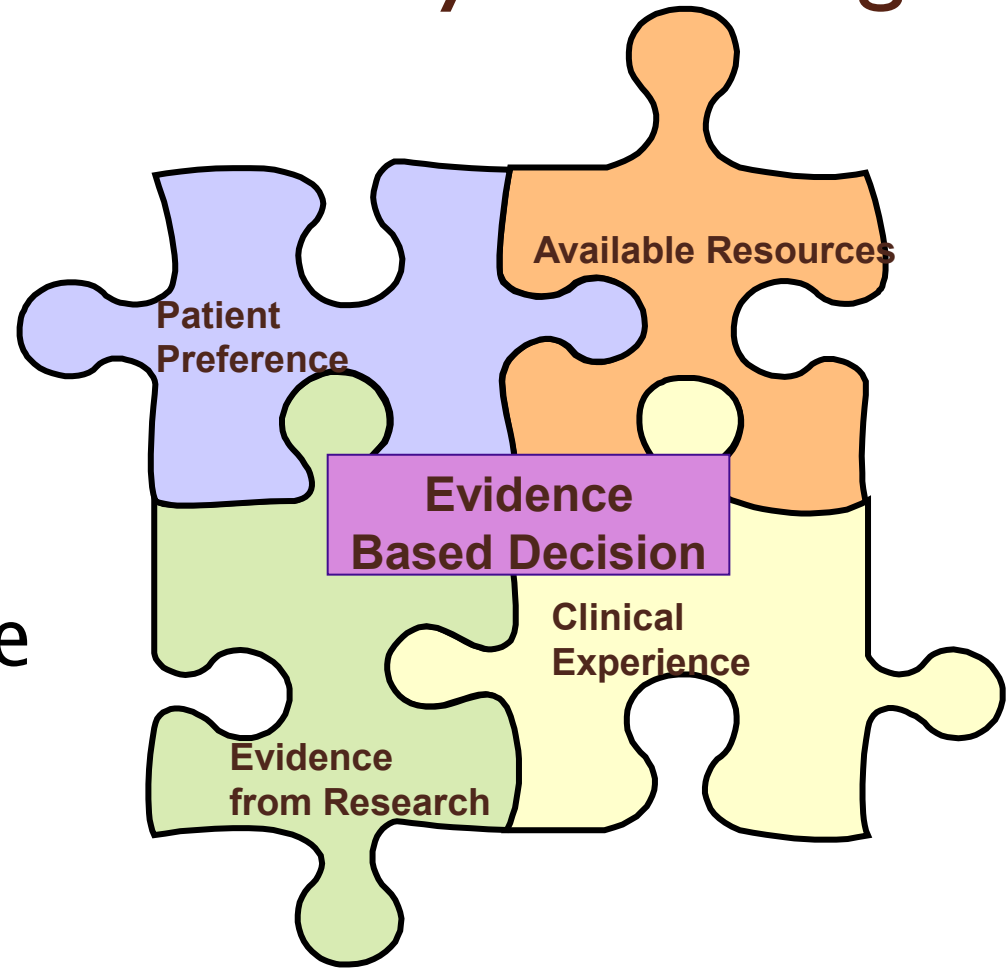 Available Resources
Patient
Preference
Evidence
Based Decision
Clinical
Experience
e
Evidence
from Research